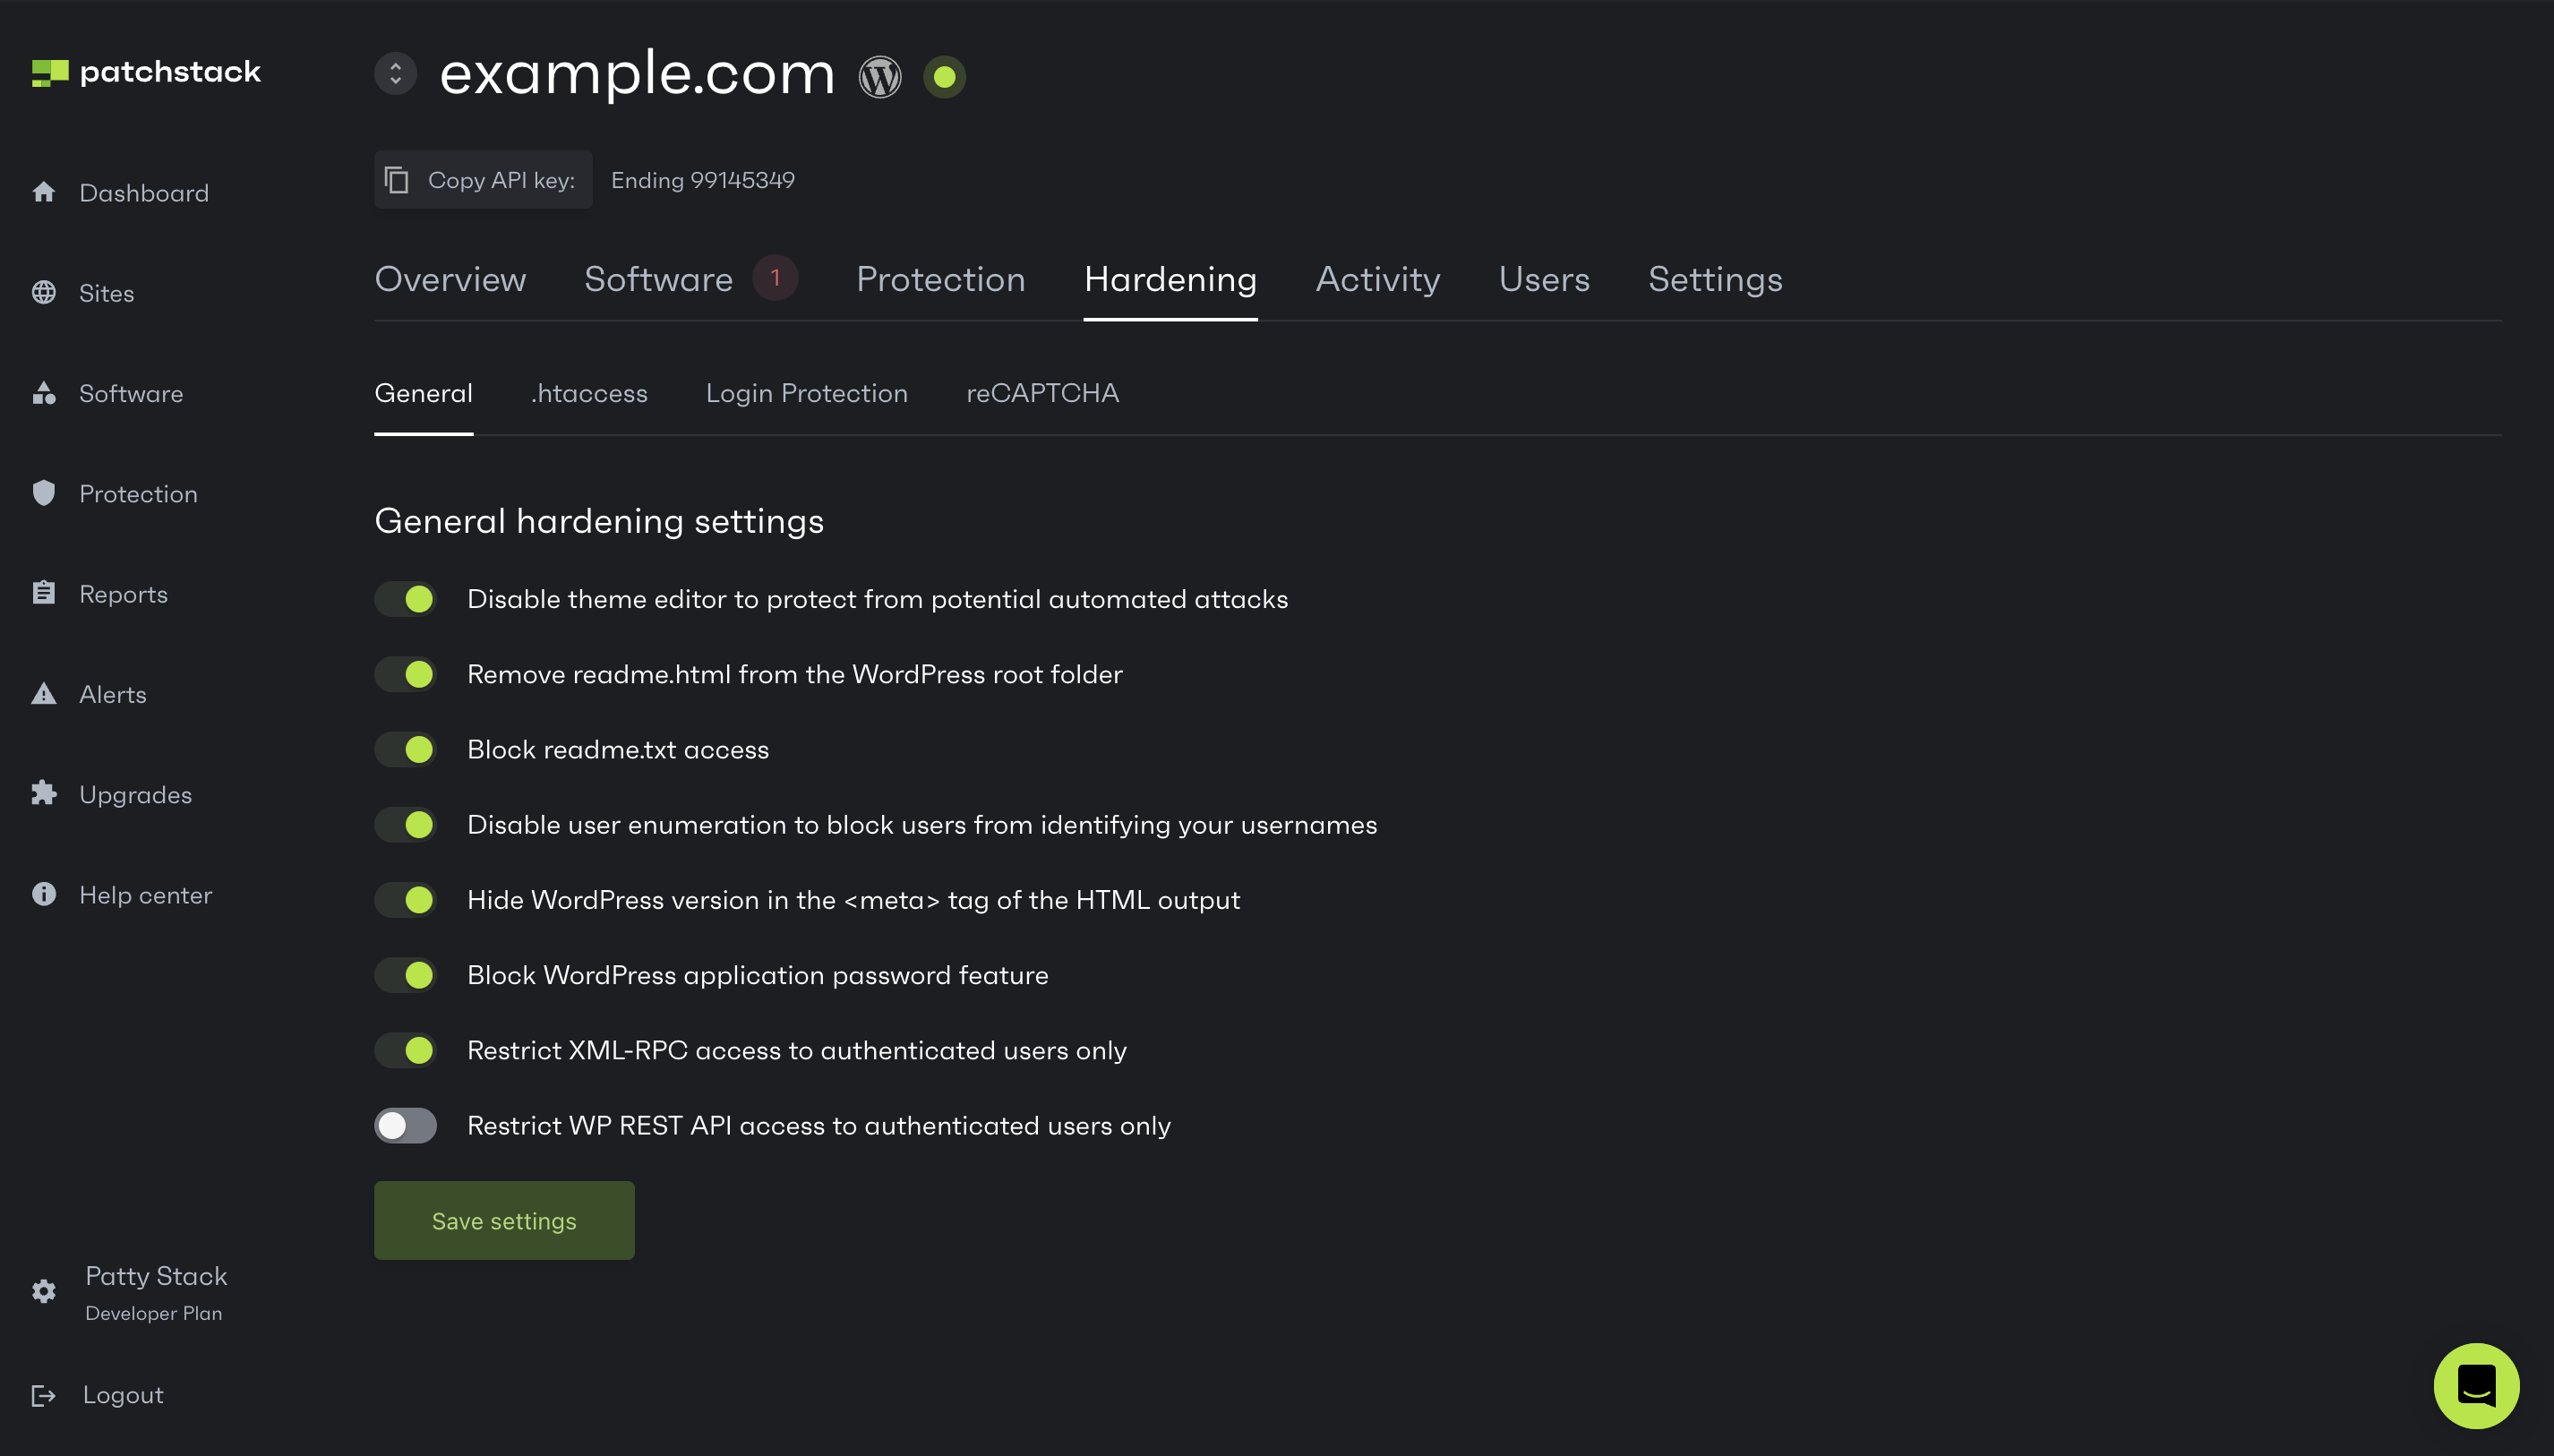 patchstack
Dashboard
Sites
Software
Protection
Reports
Alerts
Upgrades
Help center
Patty Stack
Developer Plan
Logout
example.com
Copy API key: Ending 99145349
Overview Software 1 Protection Hardening Activity Users Settings
General .htaccess Login Protection reCAPTCHA
General hardening settings
Disable theme editor to protect from potential automated attacks
Remove readme.html from the WordPress root folder
Block readme.txt access
Disable user enumeration to block users from identifying your usernames
Hide WordPress version in the <meta> tag of the HTML output
Block WordPress application password feature
Restrict XML-RPC access to authenticated users only
Restrict WP REST API access to authenticated users only
Save settings